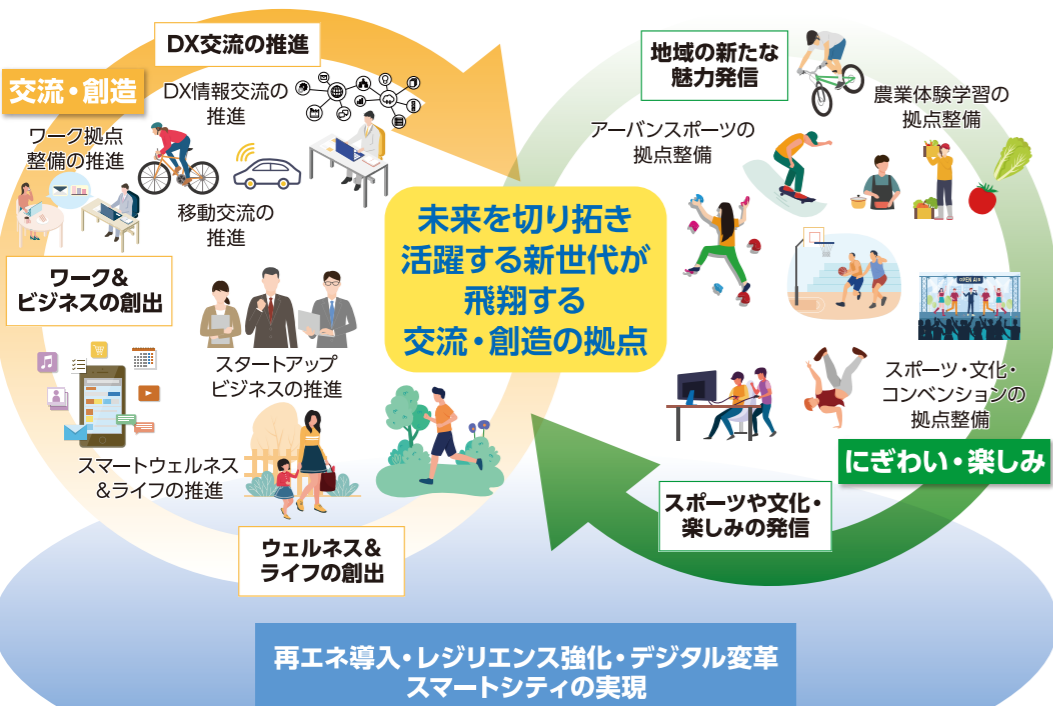 DX交流の推進
交流・創造
DX情報交流の
推進
ワーク拠点
整備の推進
移動交流の
推進
ワーク&
ビジネスの創出
スタートアップ
ビジネスの推進
スマートウェルネス
&ライフの推進
ウェルネス&
ライフの創出
未来を切り拓き
活躍する新世代が
飛翔する
交流・創造の拠点
地域の新たな
魅力発信
農業体験学習の
拠点整備
アーバンスポーツの
拠点整備
スポーツ・文化・
コンベンションの
拠点整備
にぎわい・楽しみ
スポーツや文化・
楽しみの発信
再エネ導入・レジリエンス強化・デジタル変革
スマートシティの実現